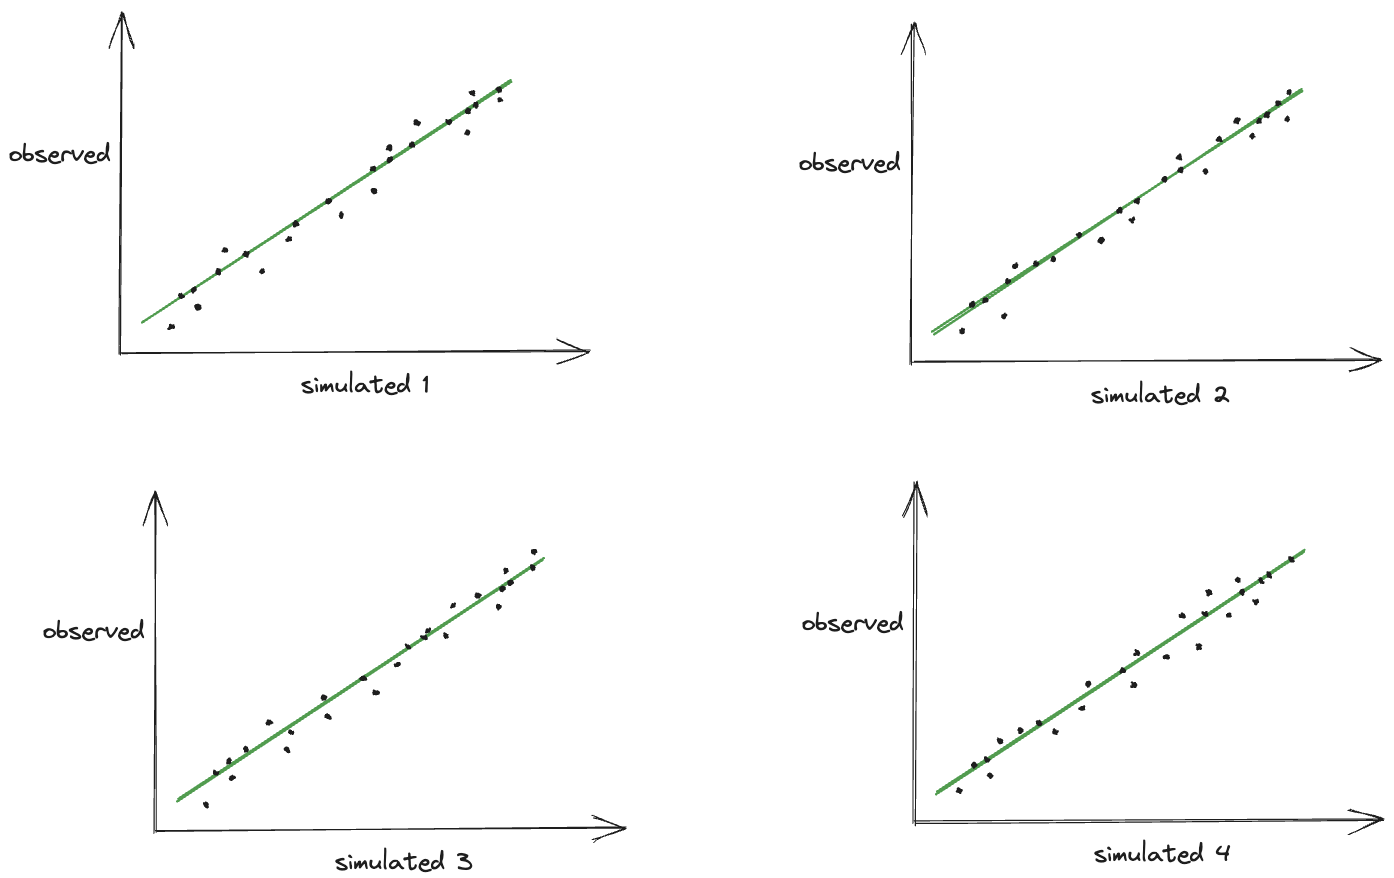 observed
simulated 1
observed
simulated 2
observed
simulated 3
observed
simulated 4